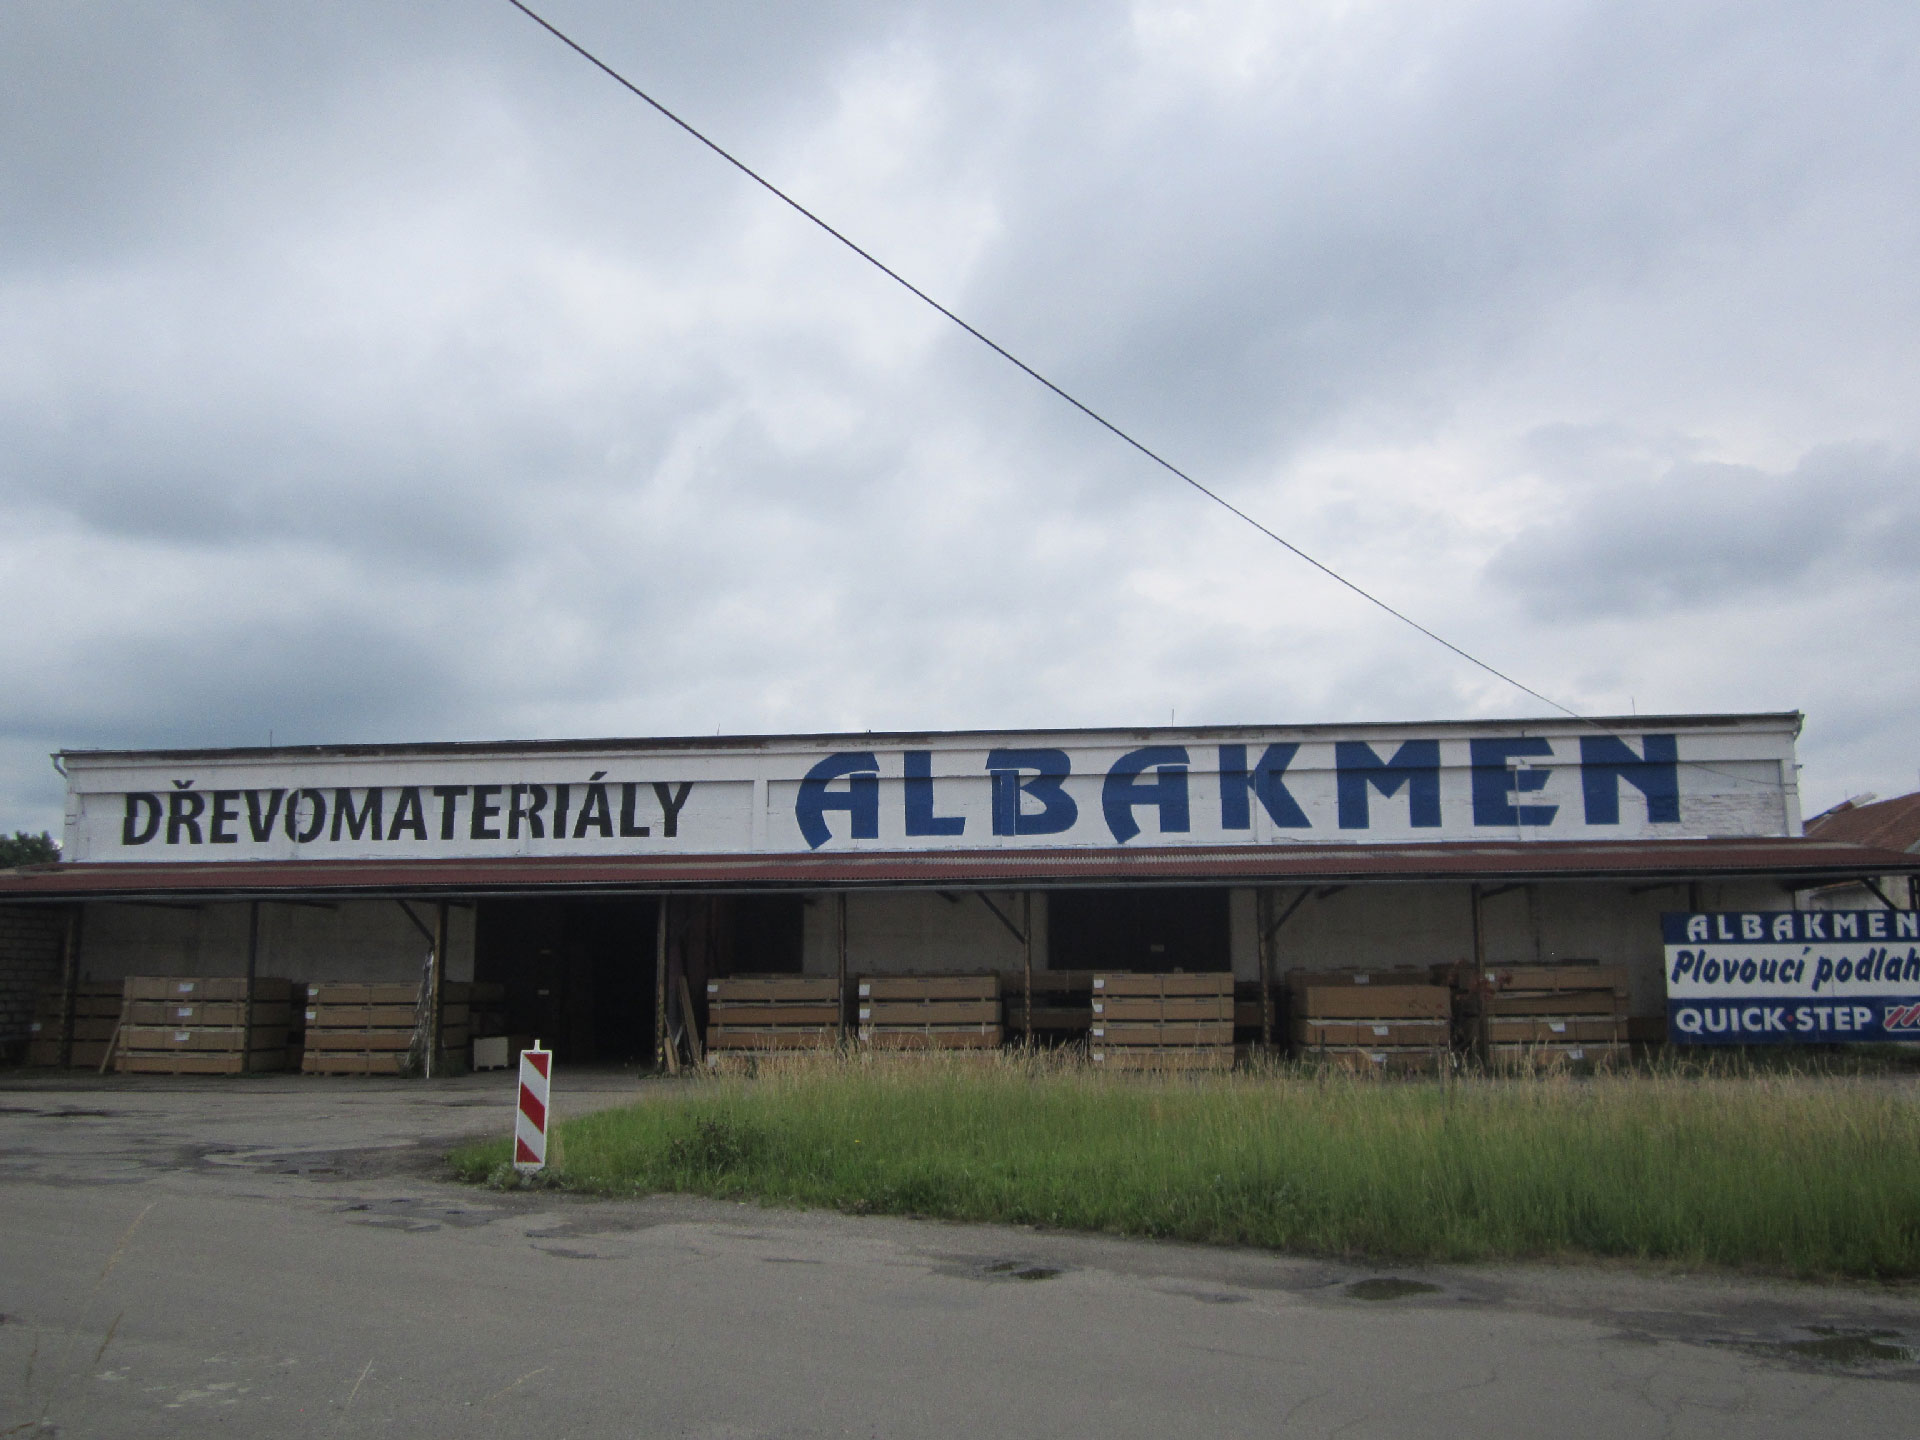 DŘEVOMATERIÁLY ALBAKMEN
ALBAKMEN
Plovoucí podlah
QUICK·STEP